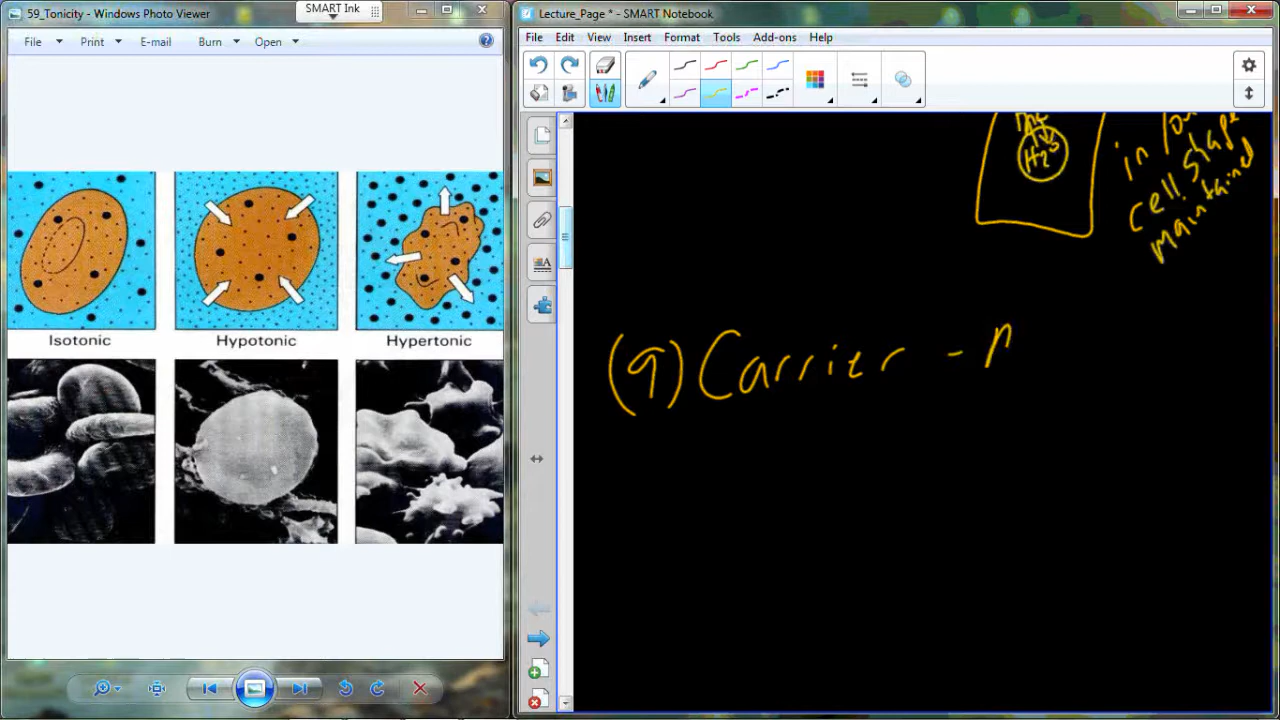 59_Tonicity - Windows Photo Viewer
SMART Ink
File Print E-mail Burn Open
Isotonic Hypotonic Hypertonic
Lecture_Page * - SMART Notebook
File Edit View Insert Format Tools Add-ons Help
H2O
in
cell shape
maintained
(9) Carrier -